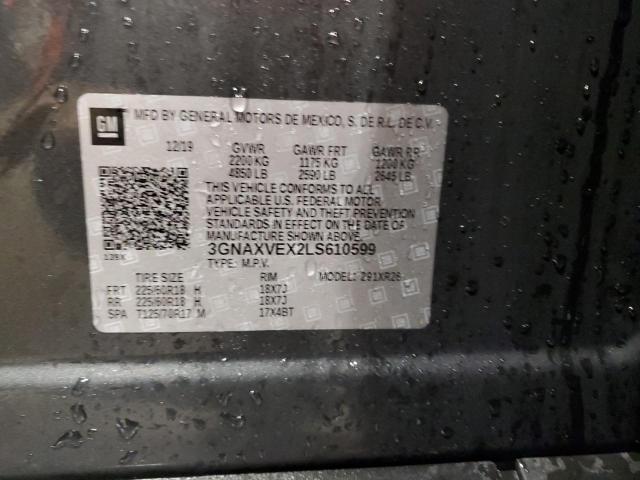 GM
MFD BY GENERAL MOTORS DE MEXICO, S. DE R.L. DE C.V.
12/19 GVWR GAWR FRT GAWR RR
2200 KG 1175 KG 1200 KG
4850 LB 2590 LB 2645 LB
THIS VEHICLE CONFORMS TO ALL
APPLICABLE U.S. FEDERAL MOTOR
VEHICLE SAFETY AND THEFT PREVENTION
STANDARDS IN EFFECT ON THE DATE OF
MANUFACTURE SHOWN ABOVE.
3GNAXVEX2LS610599
TYPE: M.P.V.
TIRE SIZE RIM MODEL: Z91XR26
FRT 225/60R18 H 18X7J
RR 225/60R18 H 18X7J
SPA T125/70R17 M 17X4BT